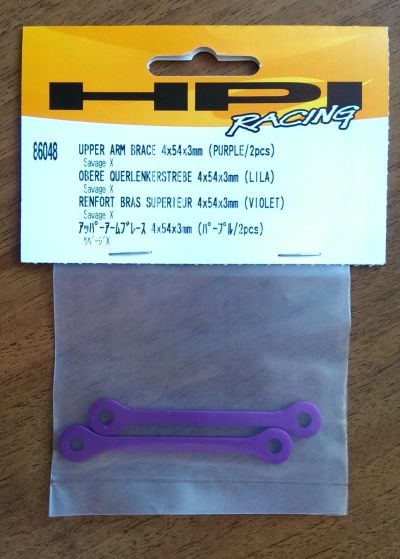 HPI
RACING
86048 UPPER ARM BRACE 4x54x3mm (PURPLE/2pcs)
Savage X
OBERE QUERLENKERSTREBE 4x54x3mm (LILA)
Savage X
RENFORT BRAS SUPERIEUR 4x54x3mm (VIOLET)
Savage X
アッパーアームブレース 4x54x3mm (パープル/2pcs)
サベージX